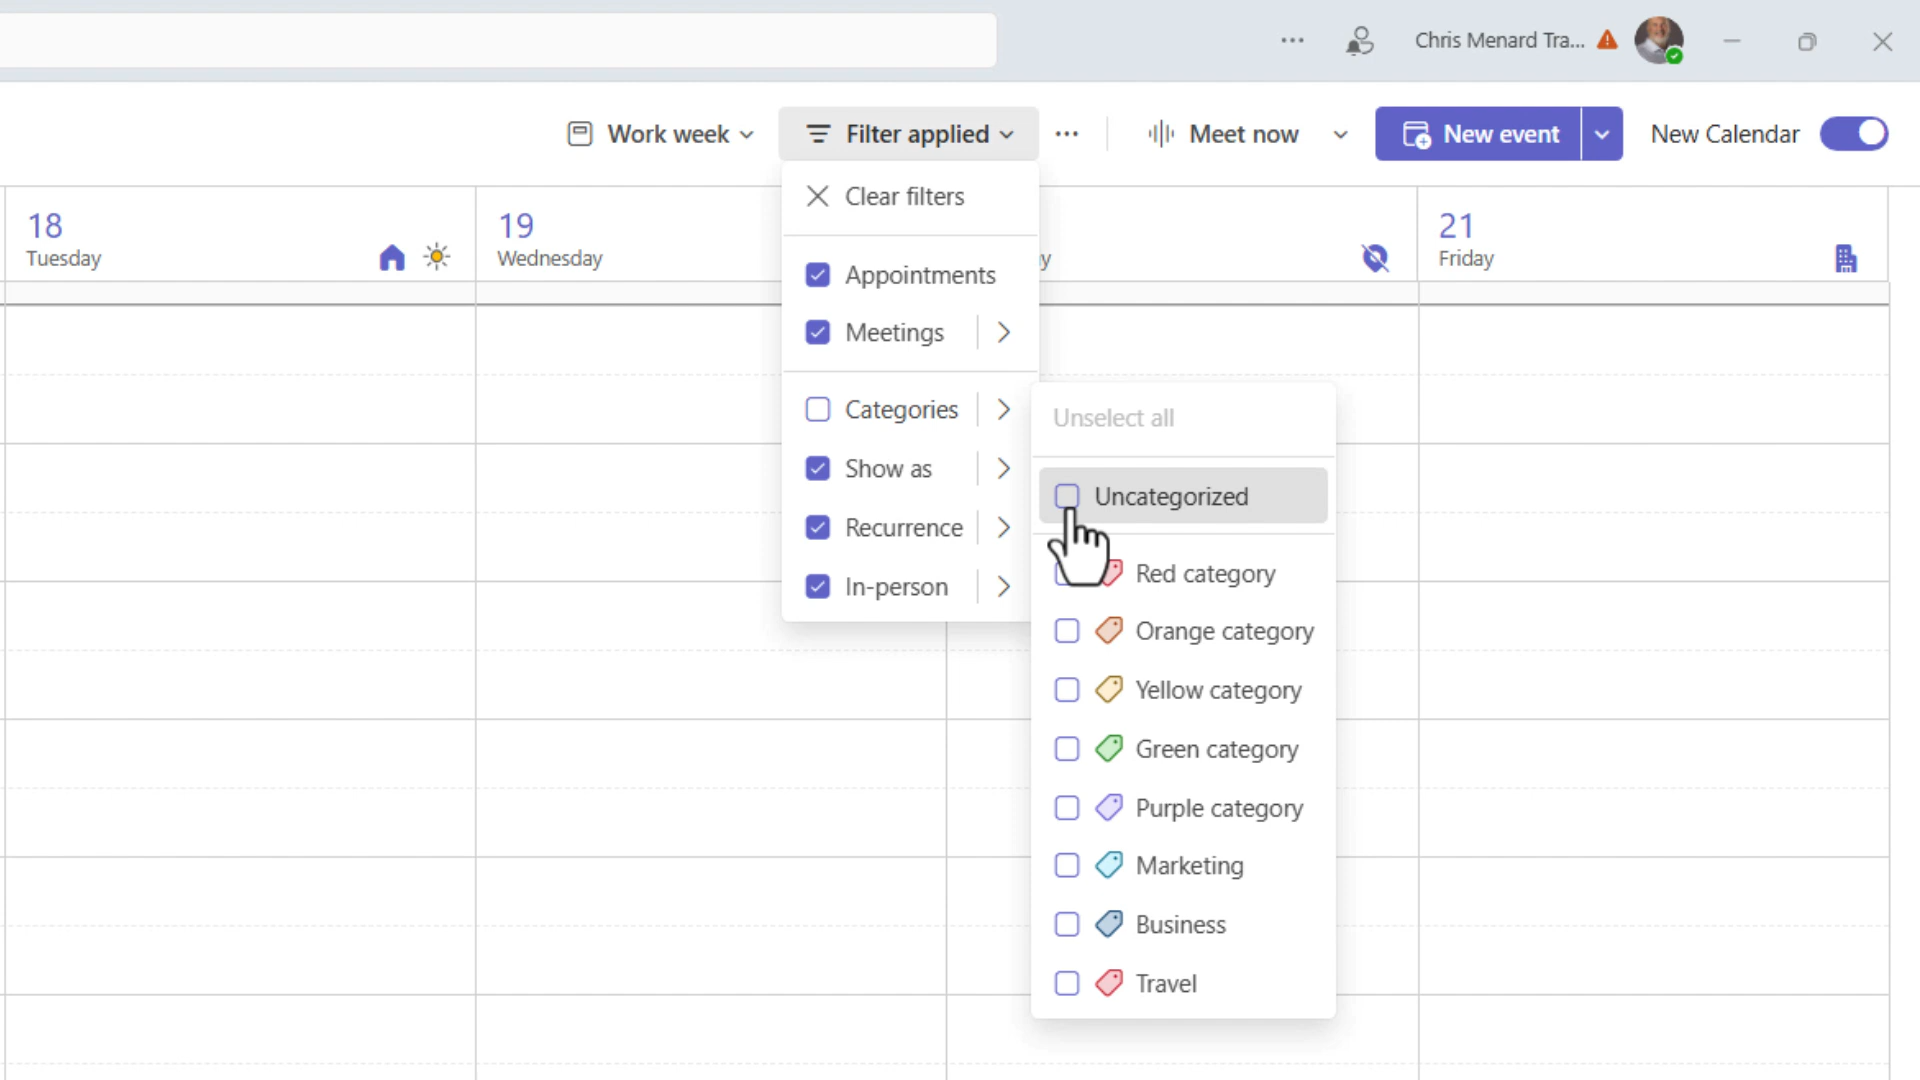 Chris Menard Tra...
Work week
Filter applied
Meet now
New event
New Calendar
18
Tuesday
19
Wednesday
y
21
Friday
Clear filters
Appointments
Meetings
Categories
Show as
Recurrence
In-person
Unselect all
Uncategorized
Red category
Orange category
Yellow category
Green category
Purple category
Marketing
Business
Travel